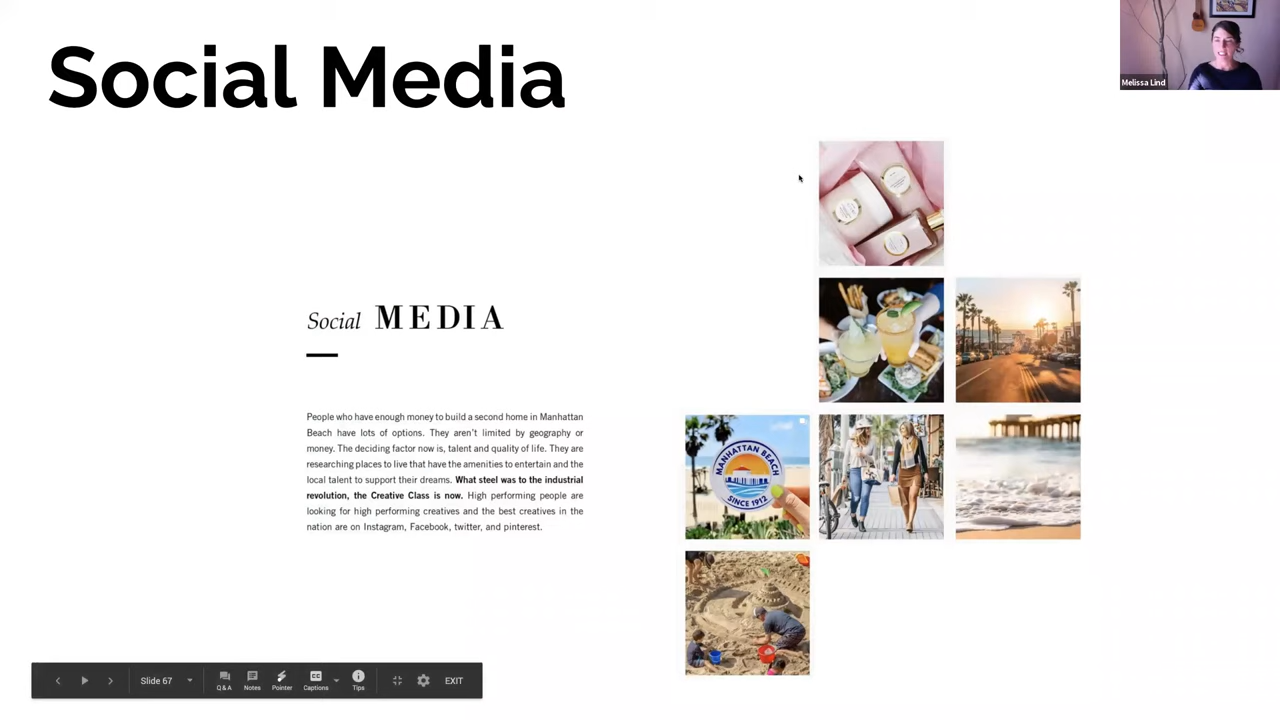 Social Media
Melissa Lind
Social MEDIA
People who have enough money to build a second home in Manhattan
Beach have lots of options. They aren't limited by geography or
money. The deciding factor now is, talent and quality of life. They are
researching places to live that have the amenities to entertain and the
local talent to support their dreams. What steel was to the industrial
revolution, the Creative Class is now. High performing people are
looking for high performing creatives and the best creatives in the
nation are on Instagram, Facebook, twitter, and pinterest.
MANHATTAN BEACH
SINCE 1912
Slide 67
Q & A
Notes
Pointer
Captions
Tips
EXIT